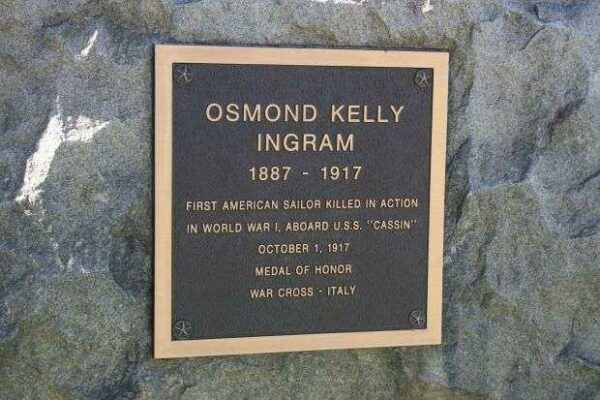 OSMOND KELLY
INGRAM
1887 - 1917
FIRST AMERICAN SAILOR KILLED IN ACTION
IN WORLD WAR I, ABOARD U.S.S. "CASSIN"
OCTOBER 1, 1917
MEDAL OF HONOR
WAR CROSS - ITALY